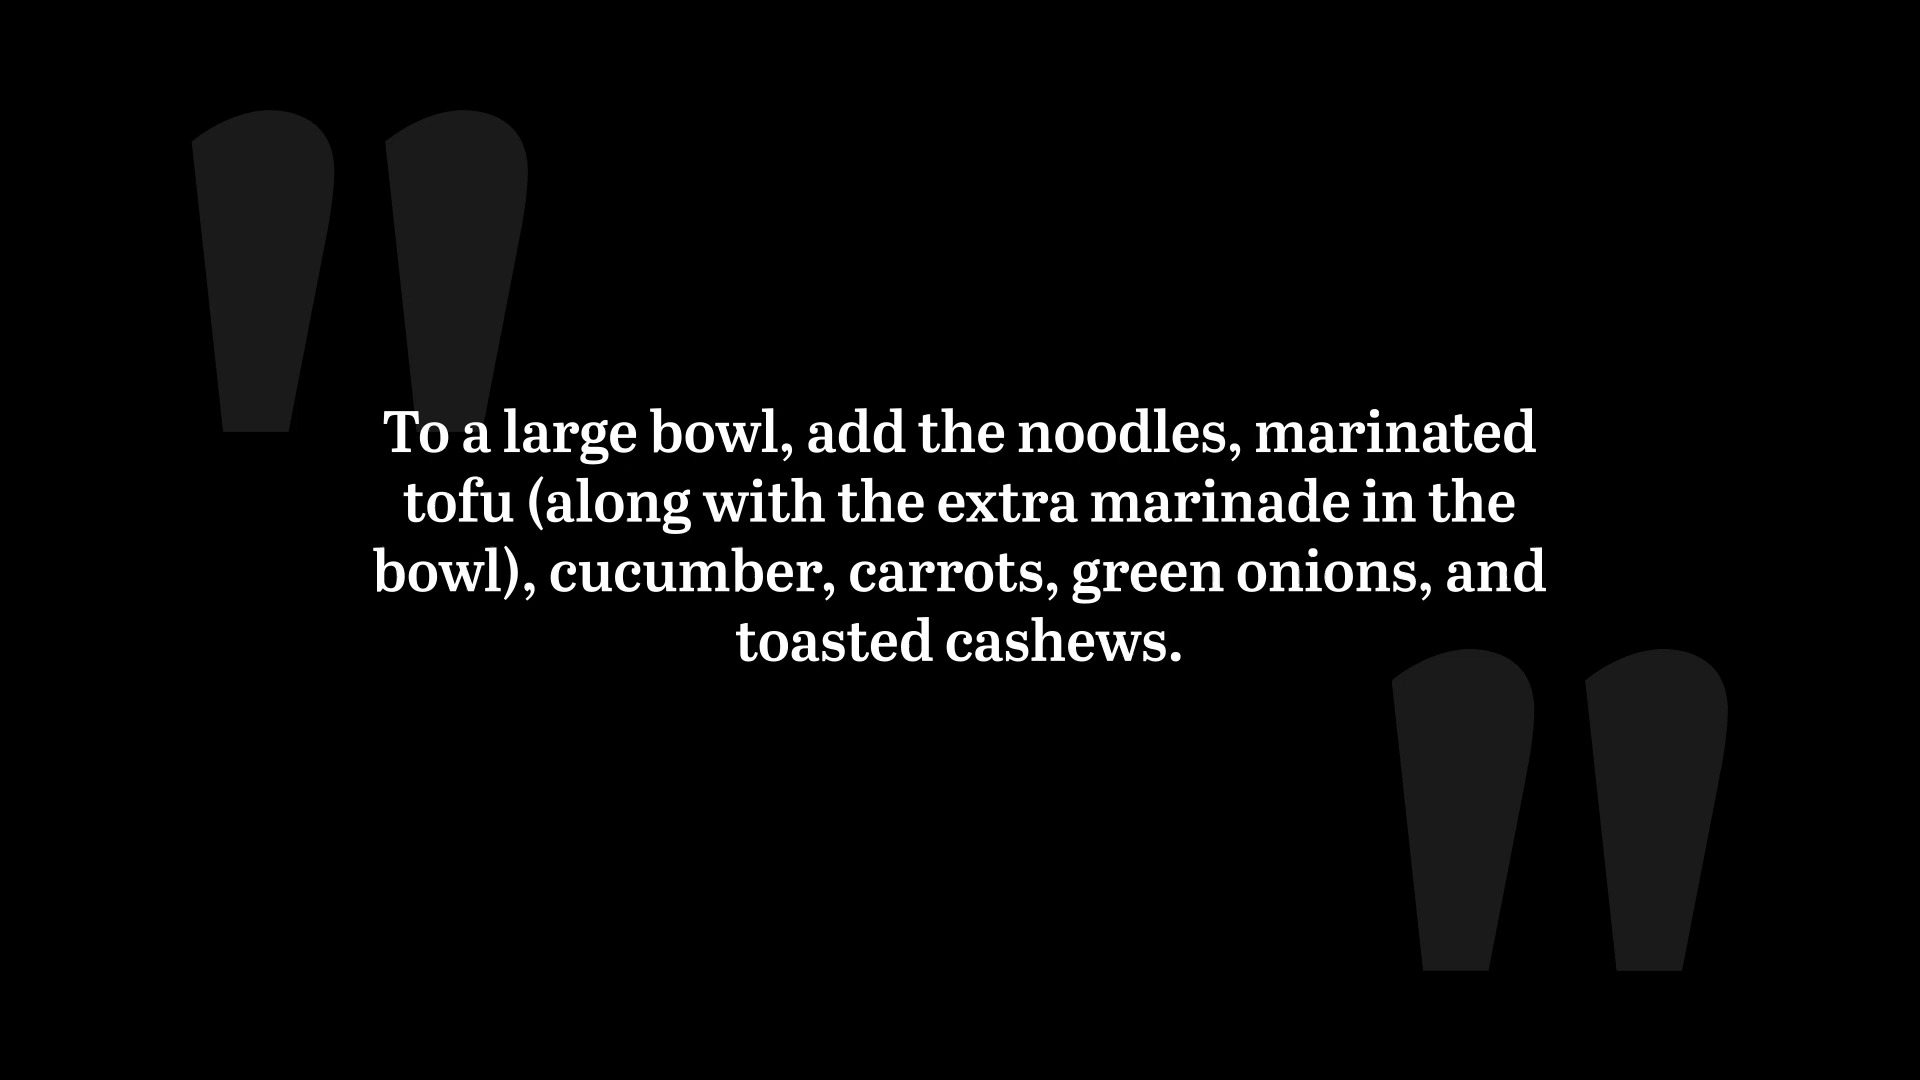 To a large bowl, add the noodles, marinated
tofu (along with the extra marinade in the
bowl), cucumber, carrots, green onions, and
toasted cashews.